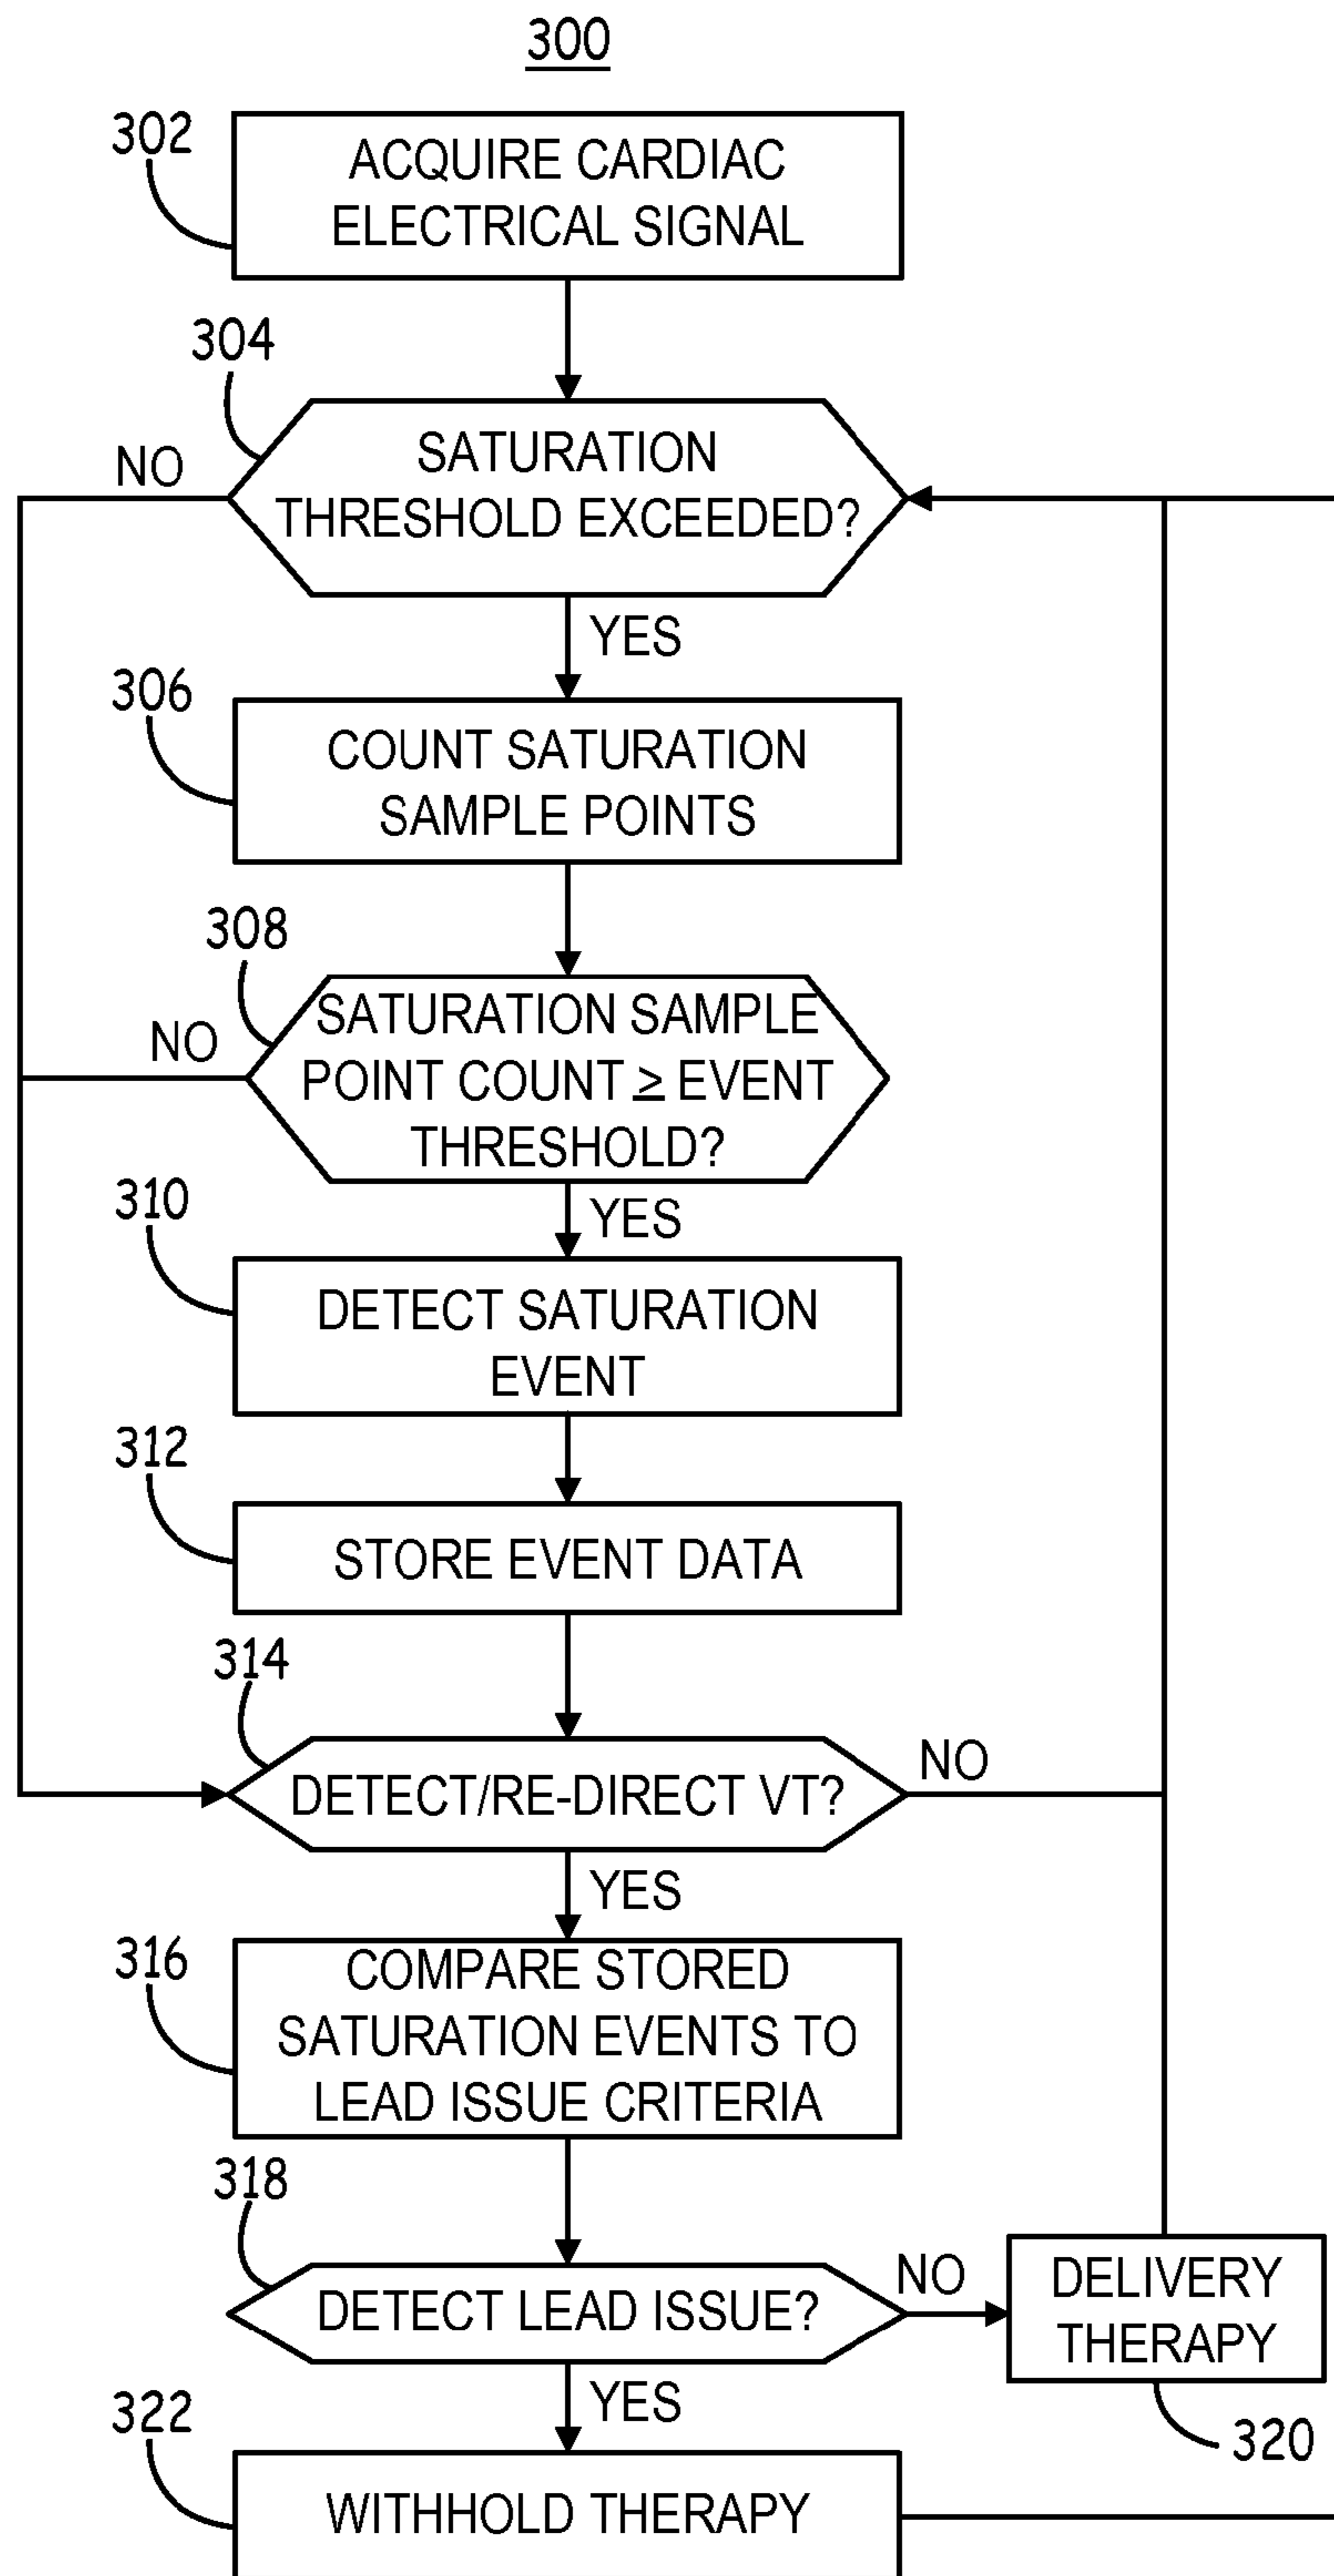 300
302
ACQUIRE CARDIAC
ELECTRICAL SIGNAL
304
NO
SATURATION
THRESHOLD EXCEEDED?
YES
306
COUNT SATURATION
SAMPLE POINTS
308
NO
SATURATION SAMPLE
POINT COUNT ≥ EVENT
THRESHOLD?
YES
310
DETECT SATURATION
EVENT
312
STORE EVENT DATA
314
DETECT/RE-DIRECT VT?
NO
YES
316
COMPARE STORED
SATURATION EVENTS TO
LEAD ISSUE CRITERIA
318
DETECT LEAD ISSUE?
NO
DELIVERY
THERAPY
320
YES
322
WITHHOLD THERAPY